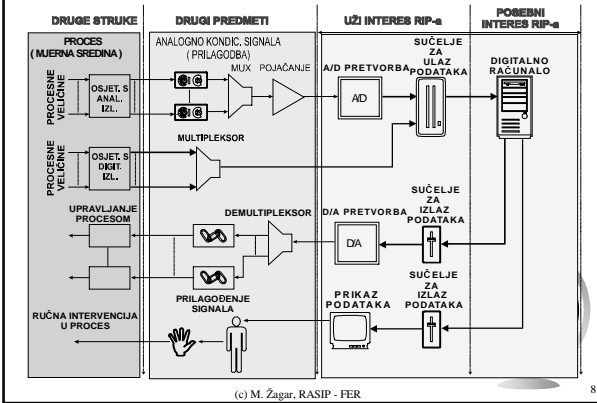 DRUGE STRUKE
DRUGI PREDMETI
UŽI INTERES RIP-a
POSEBNI
INTERES RIP-a
PROCES
( MJERNA SREDINA )
ANALOGNO KONDIC. SIGNALA
( PRILAGODBA )
MUX
POJAČANJE
A/D PRETVORBA
SUČELJE
ZA
ULAZ
PODATAKA
DIGITALNO
RAČUNALO
PROCESNE
VELIČINE
OSJET. S
ANAL.
IZL.
A/D
MULTIPLEKSOR
PROCESNE
VELIČINE
OSJET. S
DIGIT.
IZL.
UPRAVLJANJE
PROCESOM
DEMULTIPLEKSOR
D/A PRETVORBA
D/A
SUČELJE
ZA
IZLAZ
PODATAKA
PRILAGOĐENJE
SIGNALA
RUČNA INTERVENCIJA
U PROCES
PRIKAZ
PODATAKA
SUČELJE
ZA
IZLAZ
PODATAKA
(c) M. Žagar, RASIP - FER
8